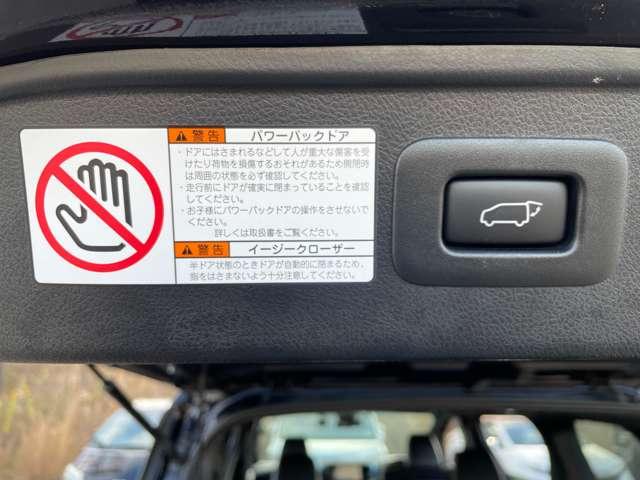 警告 パワーバックドア
・ドアにはさまれるなどして人が重大な傷害を受
けたり荷物を損傷するおそれがあるため開閉時
は周囲の状態を必ず確認してください。
・走行前にドアが確実に閉まっていることを確認
してください。
・お子様にパワーバックドアの操作をさせないで
ください。
詳しくは取扱書をご覧ください。
警告 イージークローザー
半ドア状態のときドアが自動的に閉まるため、
指をはさまないよう十分注意してください。